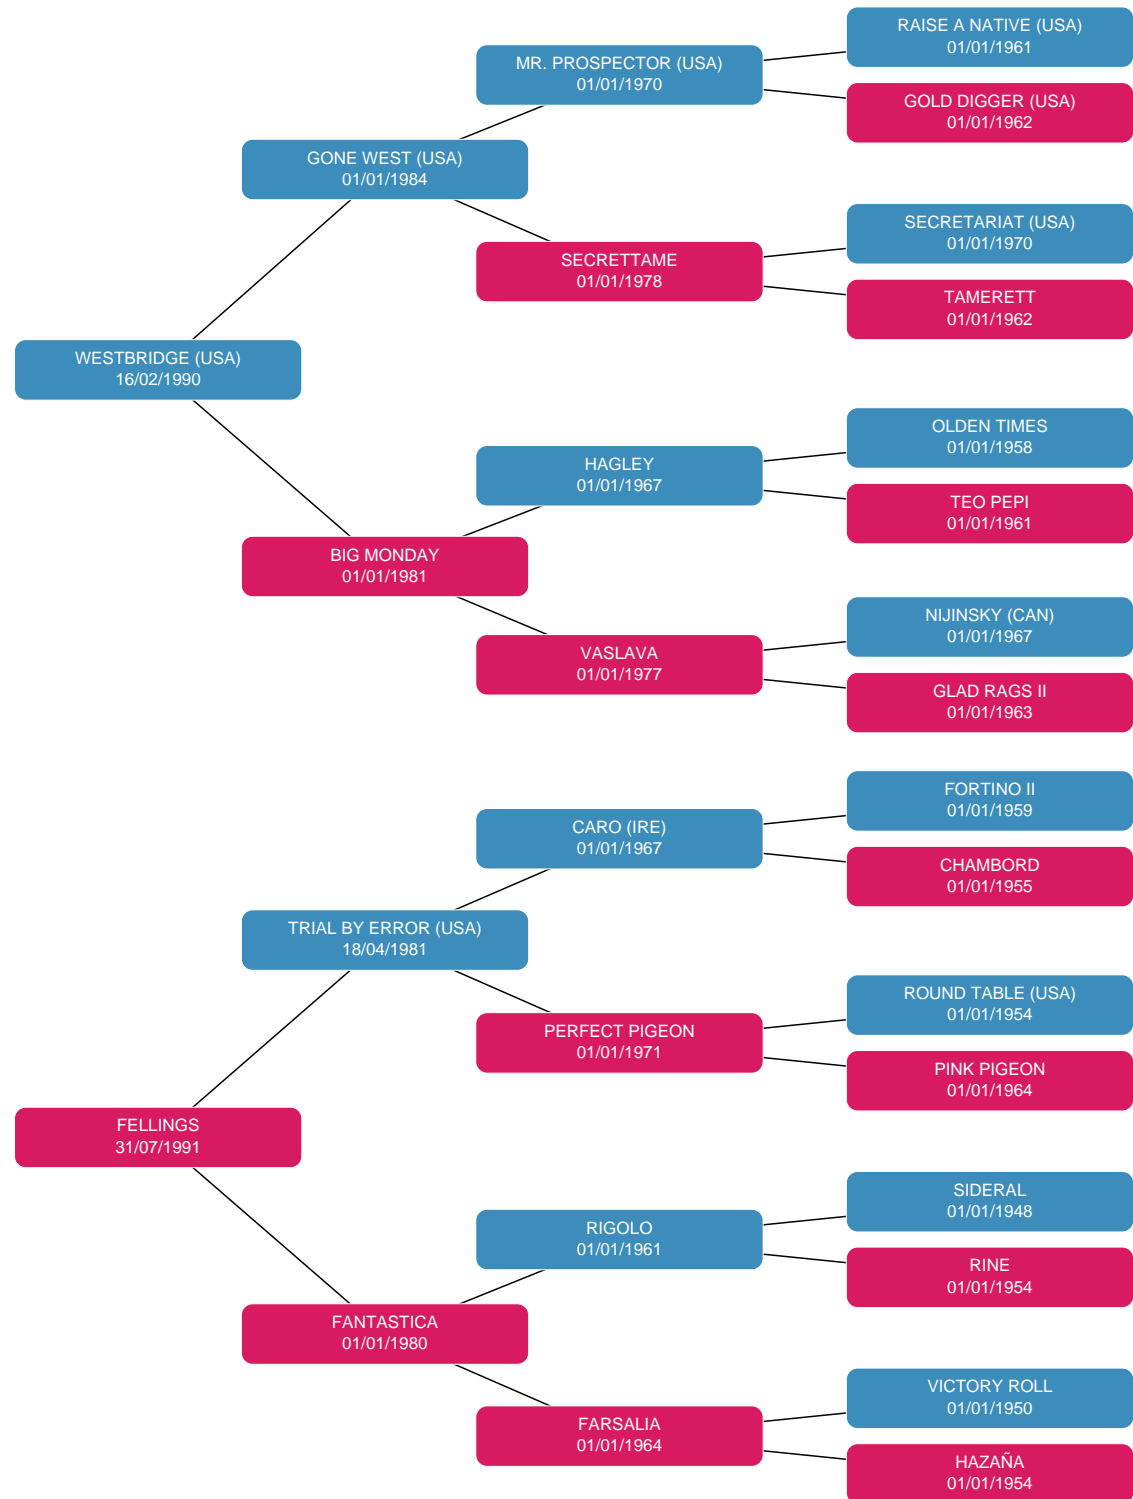 RAISE A NATIVE (USA)
01/01/1961
MR. PROSPECTOR (USA)
01/01/1970
GOLD DIGGER (USA)
01/01/1962
GONE WEST (USA)
01/01/1984
SECRETARIAT (USA)
01/01/1970
SECRETTAME
01/01/1978
TAMERETT
01/01/1962
WESTBRIDGE (USA)
16/02/1990
OLDEN TIMES
01/01/1958
HAGLEY
01/01/1967
TEO PEPI
01/01/1961
BIG MONDAY
01/01/1981
NIJINSKY (CAN)
01/01/1967
VASLAVA
01/01/1977
GLAD RAGS II
01/01/1963
FORTINO II
01/01/1959
CARO (IRE)
01/01/1967
CHAMBORD
01/01/1955
TRIAL BY ERROR (USA)
18/04/1981
ROUND TABLE (USA)
01/01/1954
PERFECT PIGEON
01/01/1971
PINK PIGEON
01/01/1964
FELLINGS
31/07/1991
SIDERAL
01/01/1948
RIGOLO
01/01/1961
RINE
01/01/1954
FANTASTICA
01/01/1980
VICTORY ROLL
01/01/1950
FARSALIA
01/01/1964
HAZAÑA
01/01/1954